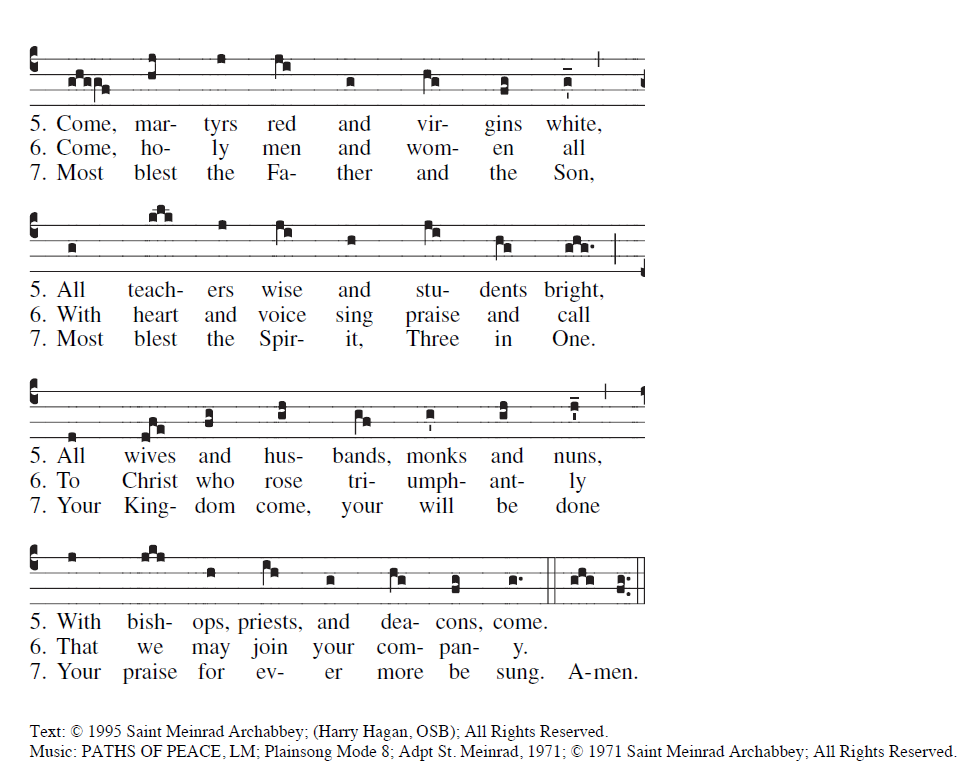 5. Come, mar- tyrs red and vir- gins white,
6. Come, ho- ly men and wom- en all
7. Most blest the Fa- ther and the Son,
5. All teach- ers wise and stu- dents bright,
6. With heart and voice sing praise and call
7. Most blest the Spir- it, Three in One.
5. All wives and hus- bands, monks and nuns,
6. To Christ who rose tri- umph- ant- ly
7. Your King- dom come, your will be done
5. With bish- ops, priests, and dea- cons, come.
6. That we may join your com- pan- y.
7. Your praise for ev- er more be sung. A-men.
Text: © 1995 Saint Meinrad Archabbey; (Harry Hagan, OSB); All Rights Reserved.
Music: PATHS OF PEACE, LM; Plainsong Mode 8; Adpt St. Meinrad, 1971; © 1971 Saint Meinrad Archabbey; All Rights Reserved.